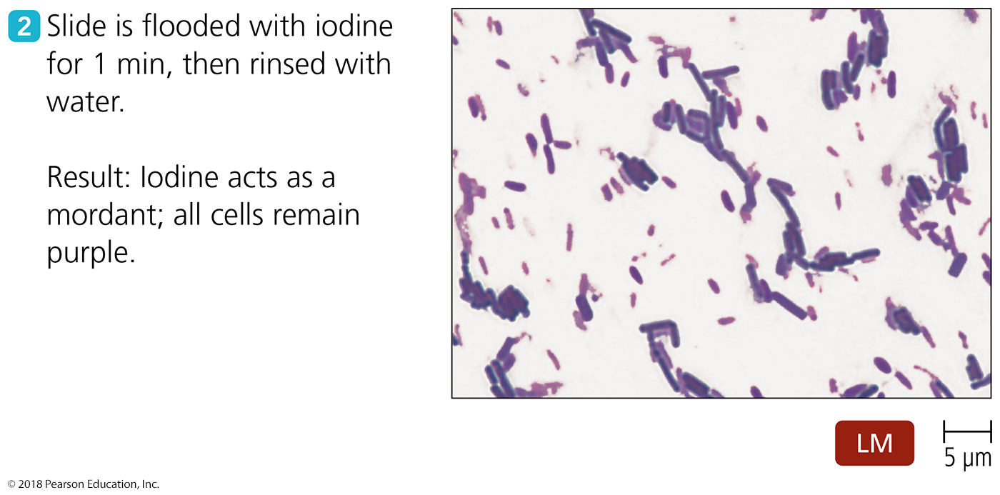 2 Slide is flooded with iodine
for 1 min, then rinsed with
water.
Result: Iodine acts as a
mordant; all cells remain
purple.
LM
5 μm
© 2018 Pearson Education, Inc.